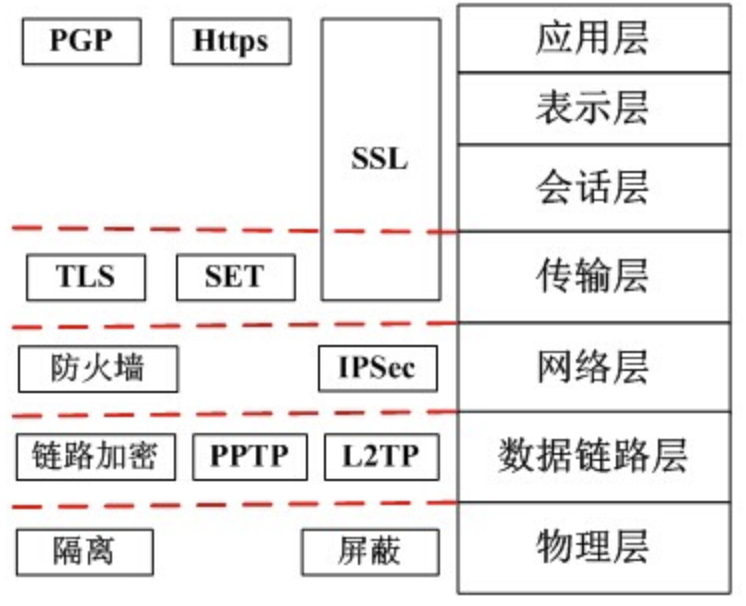 PGP Https 应用层
表示层
SSL
会话层
TLS SET 传输层
防火墙 IPSec 网络层
链路加密 PPTP L2TP 数据链路层
隔离 屏蔽 物理层